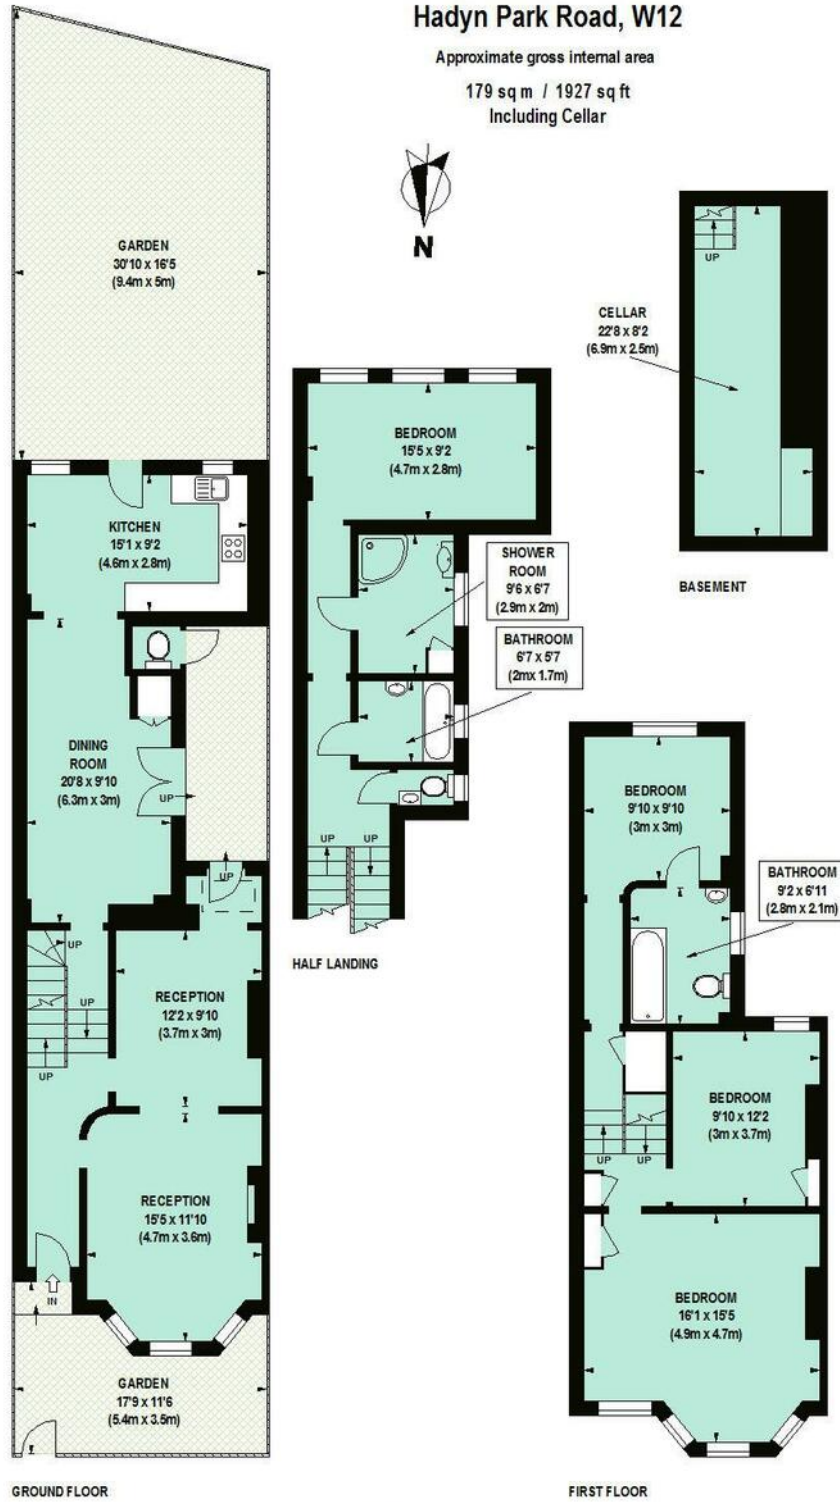 Hadyn Park Road, W12
Approximate gross internal area
179 sq m / 1927 sq ft
Including Cellar
N
GARDEN
30'10 x 16'5
(9.4m x 5m)
KITCHEN
15'1 x 9'2
(4.6m x 2.8m)
DINING
ROOM
20'8 x 9'10
(6.3m x 3m)
UP
UP
UP
UP
UP
RECEPTION
12'2 x 9'10
(3.7m x 3m)
RECEPTION
15'5 x 11'10
(4.7m x 3.6m)
IN
GARDEN
17'9 x 11'6
(5.4m x 3.5m)
GROUND FLOOR
BEDROOM
15'5 x 9'2
(4.7m x 2.8m)
SHOWER
ROOM
9'6 x 6'7
(2.9m x 2m)
BATHROOM
6'7 x 5'7
(2mx 1.7m)
UP
UP
HALF LANDING
UP
CELLAR
22'8 x 8'2
(6.9m x 2.5m)
BASEMENT
BEDROOM
9'10 x 9'10
(3m x 3m)
BATHROOM
9'2 x 6'11
(2.8m x 2.1m)
BEDROOM
9'10 x 12'2
(3m x 3.7m)
UP
UP
BEDROOM
16'1 x 15'5
(4.9m x 4.7m)
FIRST FLOOR